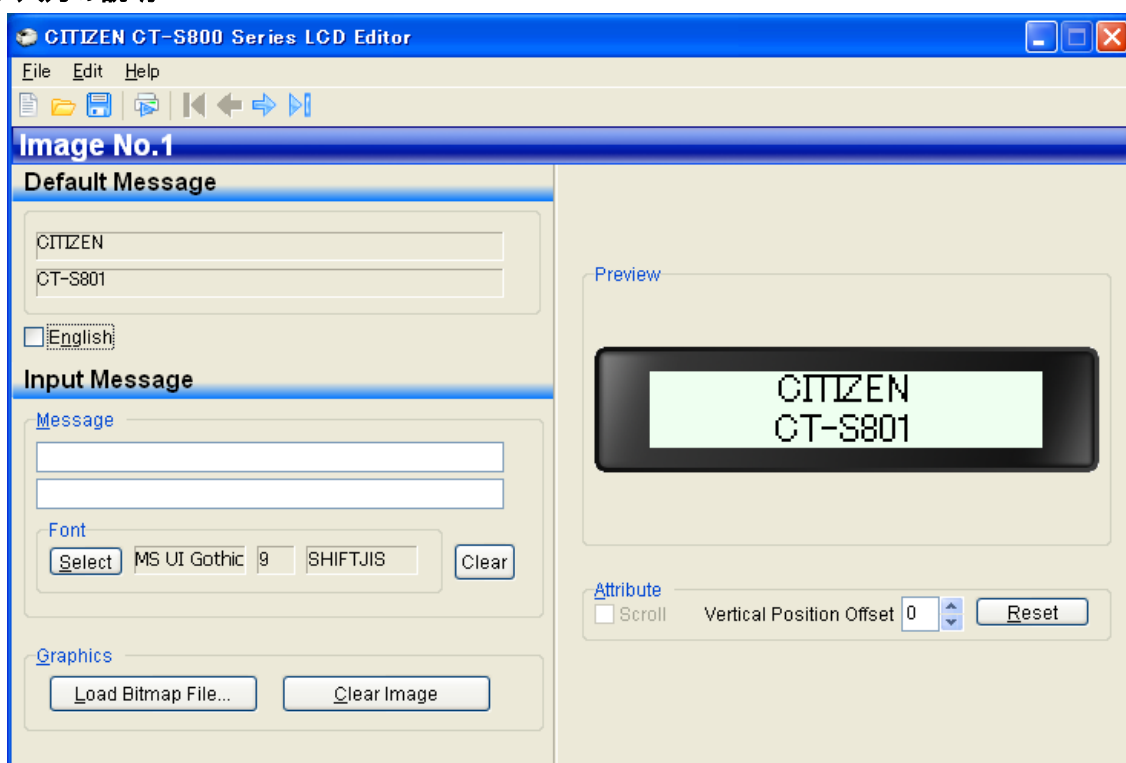 CITIZEN CT-S800 Series LCD Editor
File Edit Help
Image No.1
Default Message
CITIZEN
CT-S801
English
Input Message
Message
Font
Select MS UI Gothic 9 SHIFTJIS Clear
Graphics
Load Bitmap File... Clear Image
Preview
CITIZEN
CT-S801
Attribute
Scroll Vertical Position Offset 0 Reset